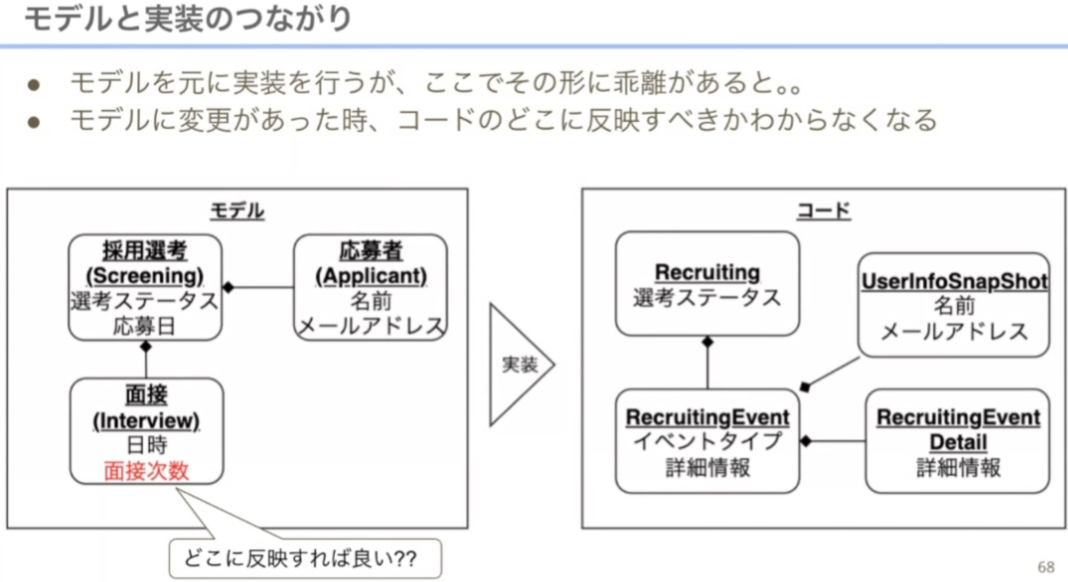 モデルと実装のつながり
● モデルを元に実装を行うが、ここでその形に乖離があると。。
● モデルに変更があった時、コードのどこに反映すべきかわからなくなる
モデル
採用選考
(Screening)
選考ステータス
応募日
応募者
(Applicant)
名前
メールアドレス
面接
(Interview)
日時
面接次数
どこに反映すれば良い??
実装
コード
Recruiting
選考ステータス
UserInfoSnapShot
名前
メールアドレス
RecruitingEvent
イベントタイプ
詳細情報
RecruitingEvent
Detail
詳細情報
68